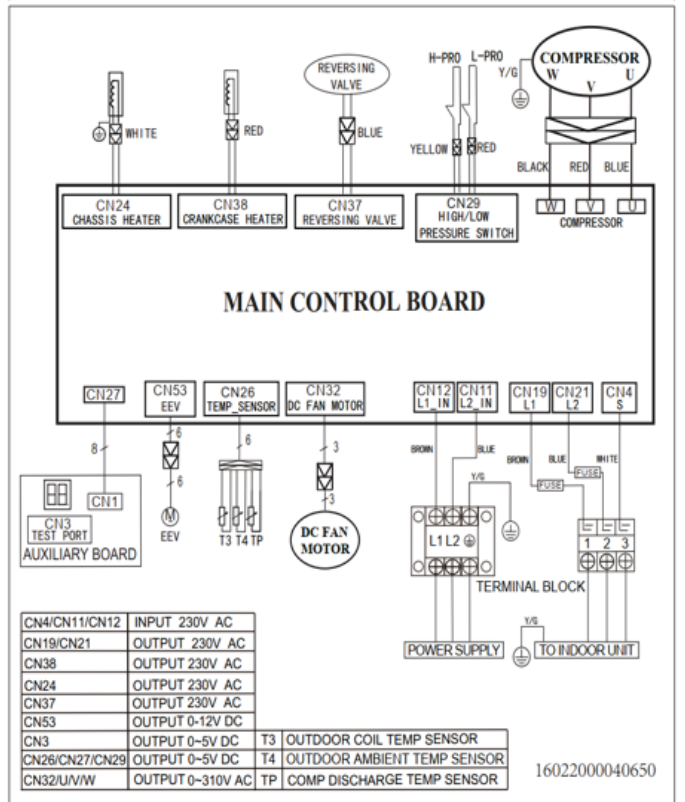 REVERSING
VALVE
H-PRO
L-PRO
Y/G
COMPRESSOR
W
V
U
WHITE
RED
BLUE
YELLOW
RED
BLACK
RED
BLUE
CN24
CHASSIS HEATER
CN38
CRANKCASE HEATER
CN37
REVERSING VALVE
CN29
HIGH/LOW
PRESSURE SWITCH
W
V
U
COMPRESSOR
MAIN CONTROL BOARD
CN27
CN53
EEV
CN26
TEMP_SENSOR
CN32
DC FAN MOTOR
CN12
L1_IN
CN11
L2_IN
CN19
L1
CN21
L2
CN4
S
8
6
6
6
3
3
BROWN
BLUE
Y/G
BROWN
BLUE
WHITE
FUSE
FUSE
CN1
CN3
TEST PORT
AUXILIARY BOARD
M
EEV
T3 T4 TP
DC FAN
MOTOR
L1 L2
1 2 3
TERMINAL BLOCK
Y/G
POWER SUPPLY
TO INDOOR UNIT
CN4/CN11/CN12 INPUT 230V AC
CN19/CN21 OUTPUT 230V AC
CN38 OUTPUT 230V AC
CN24 OUTPUT 230V AC
CN37 OUTPUT 230V AC
CN53 OUTPUT 0-12V DC
CN3 OUTPUT 0~5V DC T3 OUTDOOR COIL TEMP SENSOR
CN26/CN27/CN29 OUTPUT 0~5V DC T4 OUTDOOR AMBIENT TEMP SENSOR
CN32/U/V/W OUTPUT 0~310V AC TP COMP DISCHARGE TEMP SENSOR
16022000040650